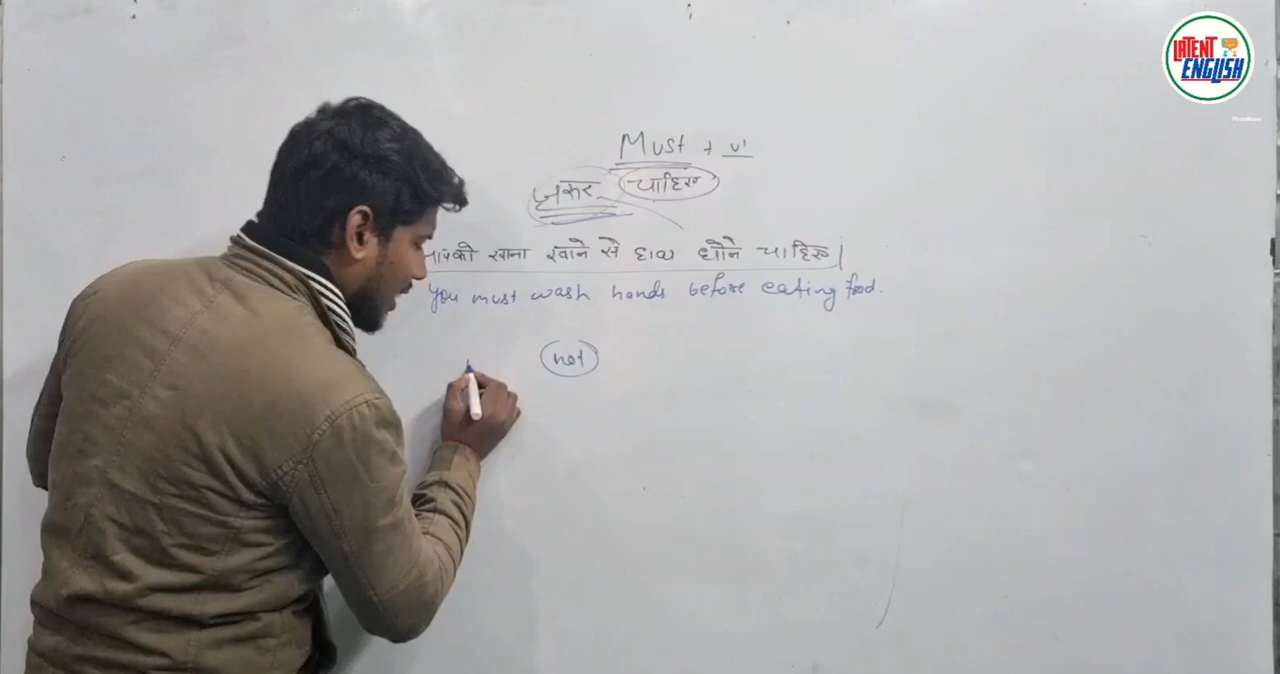 LATENT
ENGLISH
Must + v1
ज़रूर चाहिए
आपको खाना खाने से हाथ धोने चाहिए।
You must wash hands before eating food.
not